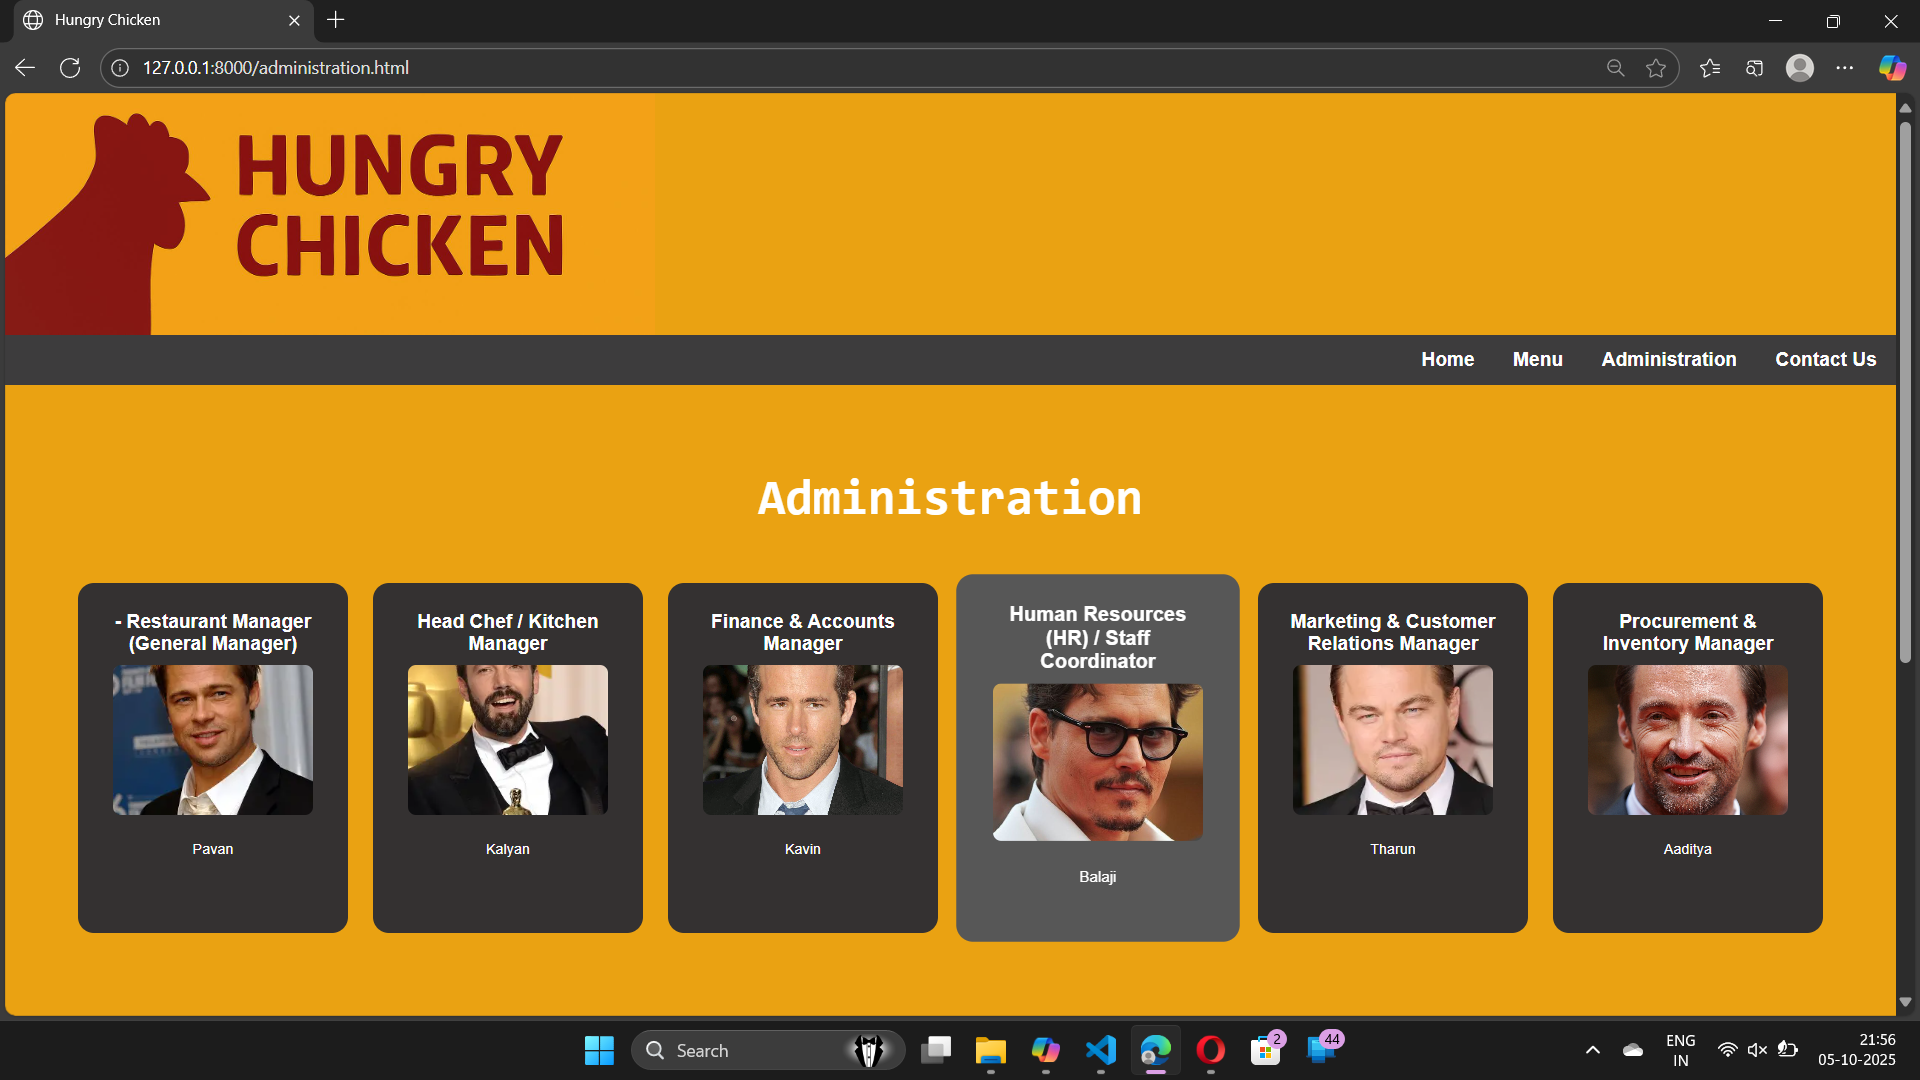 Hungry Chicken
127.0.0.1:8000/administration.html
HUNGRY
CHICKEN
Home Menu Administration Contact Us
Administration
- Restaurant Manager
(General Manager)
Pavan
Head Chef / Kitchen
Manager
Kalyan
Finance & Accounts
Manager
Kavin
Human Resources
(HR) / Staff
Coordinator
Balaji
Marketing & Customer
Relations Manager
Tharun
Procurement &
Inventory Manager
Aaditya
Search
2
44
ENG
IN
21:56
05-10-2025